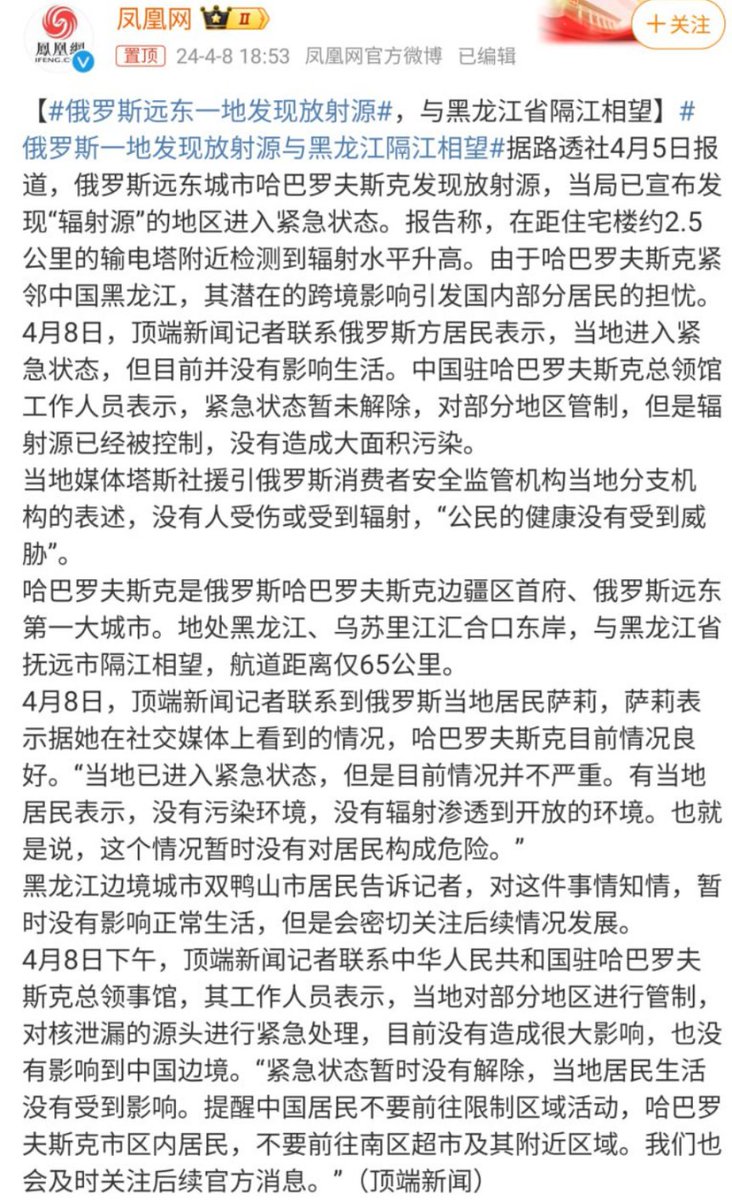 凤凰网 II
+关注
置顶 24-4-8 18:53 凤凰网官方微博 已编辑
鳳凰網
IFENG.C
V
【#俄罗斯远东一地发现放射源#，与黑龙江省隔江相望】#
俄罗斯一地发现放射源与黑龙江隔江相望#据路透社4月5日报
道，俄罗斯远东城市哈巴罗夫斯克发现放射源，当局已宣布发
现“辐射源”的地区进入紧急状态。报告称，在距住宅楼约2.5
公里的输电塔附近检测到辐射水平升高。由于哈巴罗夫斯克紧
邻中国黑龙江，其潜在的跨境影响引发国内部分居民的担忧。
4月8日，顶端新闻记者联系俄罗斯方居民表示，当地进入紧
急状态，但目前并没有影响生活。中国驻哈巴罗夫斯克总领馆
工作人员表示，紧急状态暂未解除，对部分地区管制，但是辐
射源已经被控制，没有造成大面积污染。
当地媒体塔斯社援引俄罗斯消费者安全监管机构当地分支机
构的表述，没有人受伤或受到辐射，“公民的健康没有受到威
胁”。
哈巴罗夫斯克是俄罗斯哈巴罗夫斯克边疆区首府、俄罗斯远东
第一大城市。地处黑龙江、乌苏里江汇合口东岸，与黑龙江省
抚远市隔江相望，航道距离仅65公里。
4月8日，顶端新闻记者联系到俄罗斯当地居民萨莉，萨莉表
示据她在社交媒体上看到的情况，哈巴罗夫斯克目前情况良
好。“当地已进入紧急状态，但是目前情况并不严重。有当地
居民表示，没有污染环境，没有辐射渗透到开放的环境。也就
是说，这个情况暂时没有对居民构成危险。”
黑龙江边境城市双鸭山市居民告诉记者，对这件事情知情，暂
时没有影响正常生活，但是会密切关注后续情况发展。
4月8日下午，顶端新闻记者联系中华人民共和国驻哈巴罗夫
斯克总领事馆，其工作人员表示，当地对部分地区进行管制，
对核泄漏的源头进行紧急处理，目前没有造成很大影响，也没
有影响到中国边境。“紧急状态暂时没有解除，当地居民生活
没有受到影响。提醒中国居民不要前往限制区域活动，哈巴罗
夫斯克市区内居民，不要前往南区超市及其附近区域。我们也
会及时关注后续官方消息。”（顶端新闻）